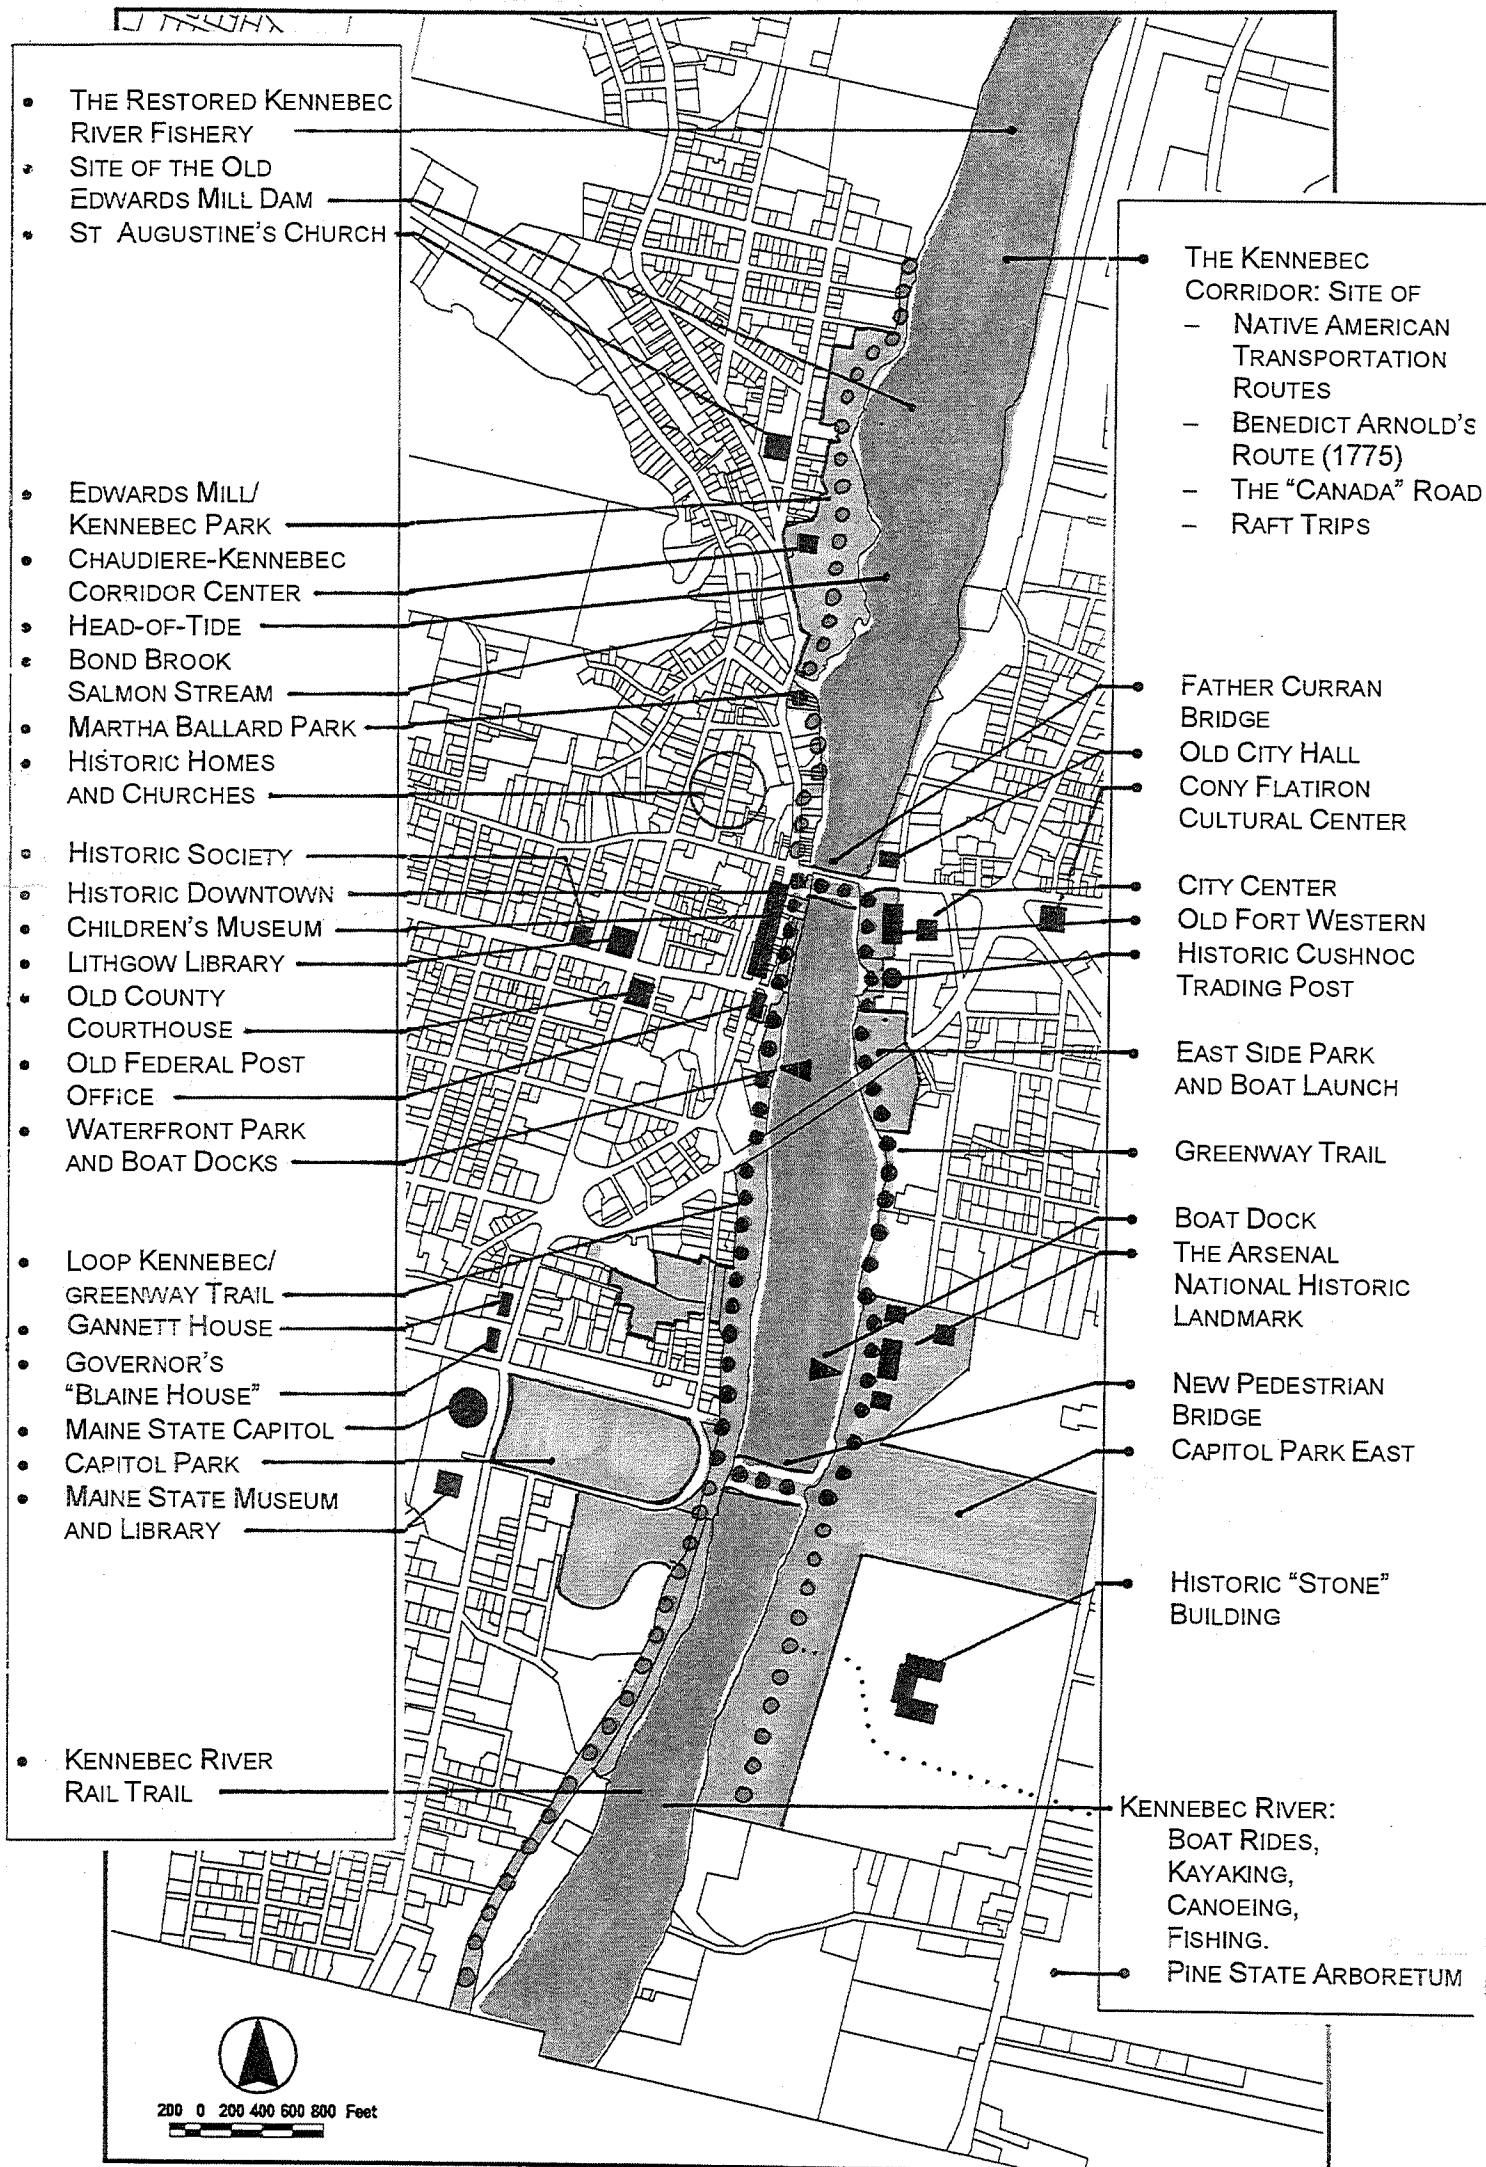 • THE RESTORED KENNEBEC
RIVER FISHERY
• SITE OF THE OLD
EDWARDS MILL DAM
• ST AUGUSTINE'S CHURCH
• EDWARDS MILL/
KENNEBEC PARK
• CHAUDIERE-KENNEBEC
CORRIDOR CENTER
• HEAD-OF-TIDE
• BOND BROOK
SALMON STREAM
• MARTHA BALLARD PARK
• HISTORIC HOMES
AND CHURCHES
• HISTORIC SOCIETY
• HISTORIC DOWNTOWN
• CHILDREN'S MUSEUM
• LITHGOW LIBRARY
• OLD COUNTY
COURTHOUSE
• OLD FEDERAL POST
OFFICE
• WATERFRONT PARK
AND BOAT DOCKS
• LOOP KENNEBEC/
GREENWAY TRAIL
• GANNETT HOUSE
• GOVERNOR'S
"BLAINE HOUSE"
• MAINE STATE CAPITOL
• CAPITOL PARK
• MAINE STATE MUSEUM
AND LIBRARY
• KENNEBEC RIVER
RAIL TRAIL
THE KENNEBEC
CORRIDOR: SITE OF
– NATIVE AMERICAN
TRANSPORTATION
ROUTES
– BENEDICT ARNOLD'S
ROUTE (1775)
– THE "CANADA" ROAD
– RAFT TRIPS
FATHER CURRAN
BRIDGE
OLD CITY HALL
CONY FLATIRON
CULTURAL CENTER
CITY CENTER
OLD FORT WESTERN
HISTORIC CUSHNOC
TRADING POST
EAST SIDE PARK
AND BOAT LAUNCH
GREENWAY TRAIL
BOAT DOCK
THE ARSENAL
NATIONAL HISTORIC
LANDMARK
NEW PEDESTRIAN
BRIDGE
CAPITOL PARK EAST
HISTORIC "STONE"
BUILDING
KENNEBEC RIVER:
BOAT RIDES,
KAYAKING,
CANOEING,
FISHING.
PINE STATE ARBORETUM
200 0 200 400 600 800 Feet